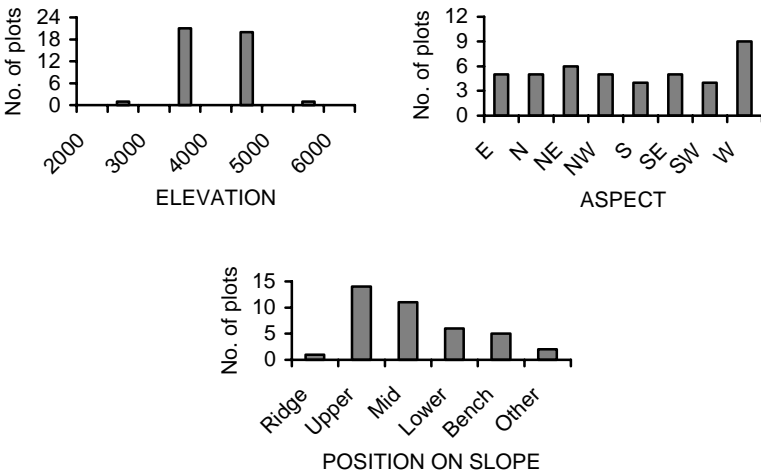 No. of plots
24
18
12
6
0
2000
3000
4000
5000
6000
ELEVATION
No. of plots
12
9
6
3
0
E
N
NE
NW
S
SE
SW
W
ASPECT
No. of plots
15
10
5
0
Ridge
Upper
Mid
Lower
Bench
Other
POSITION ON SLOPE